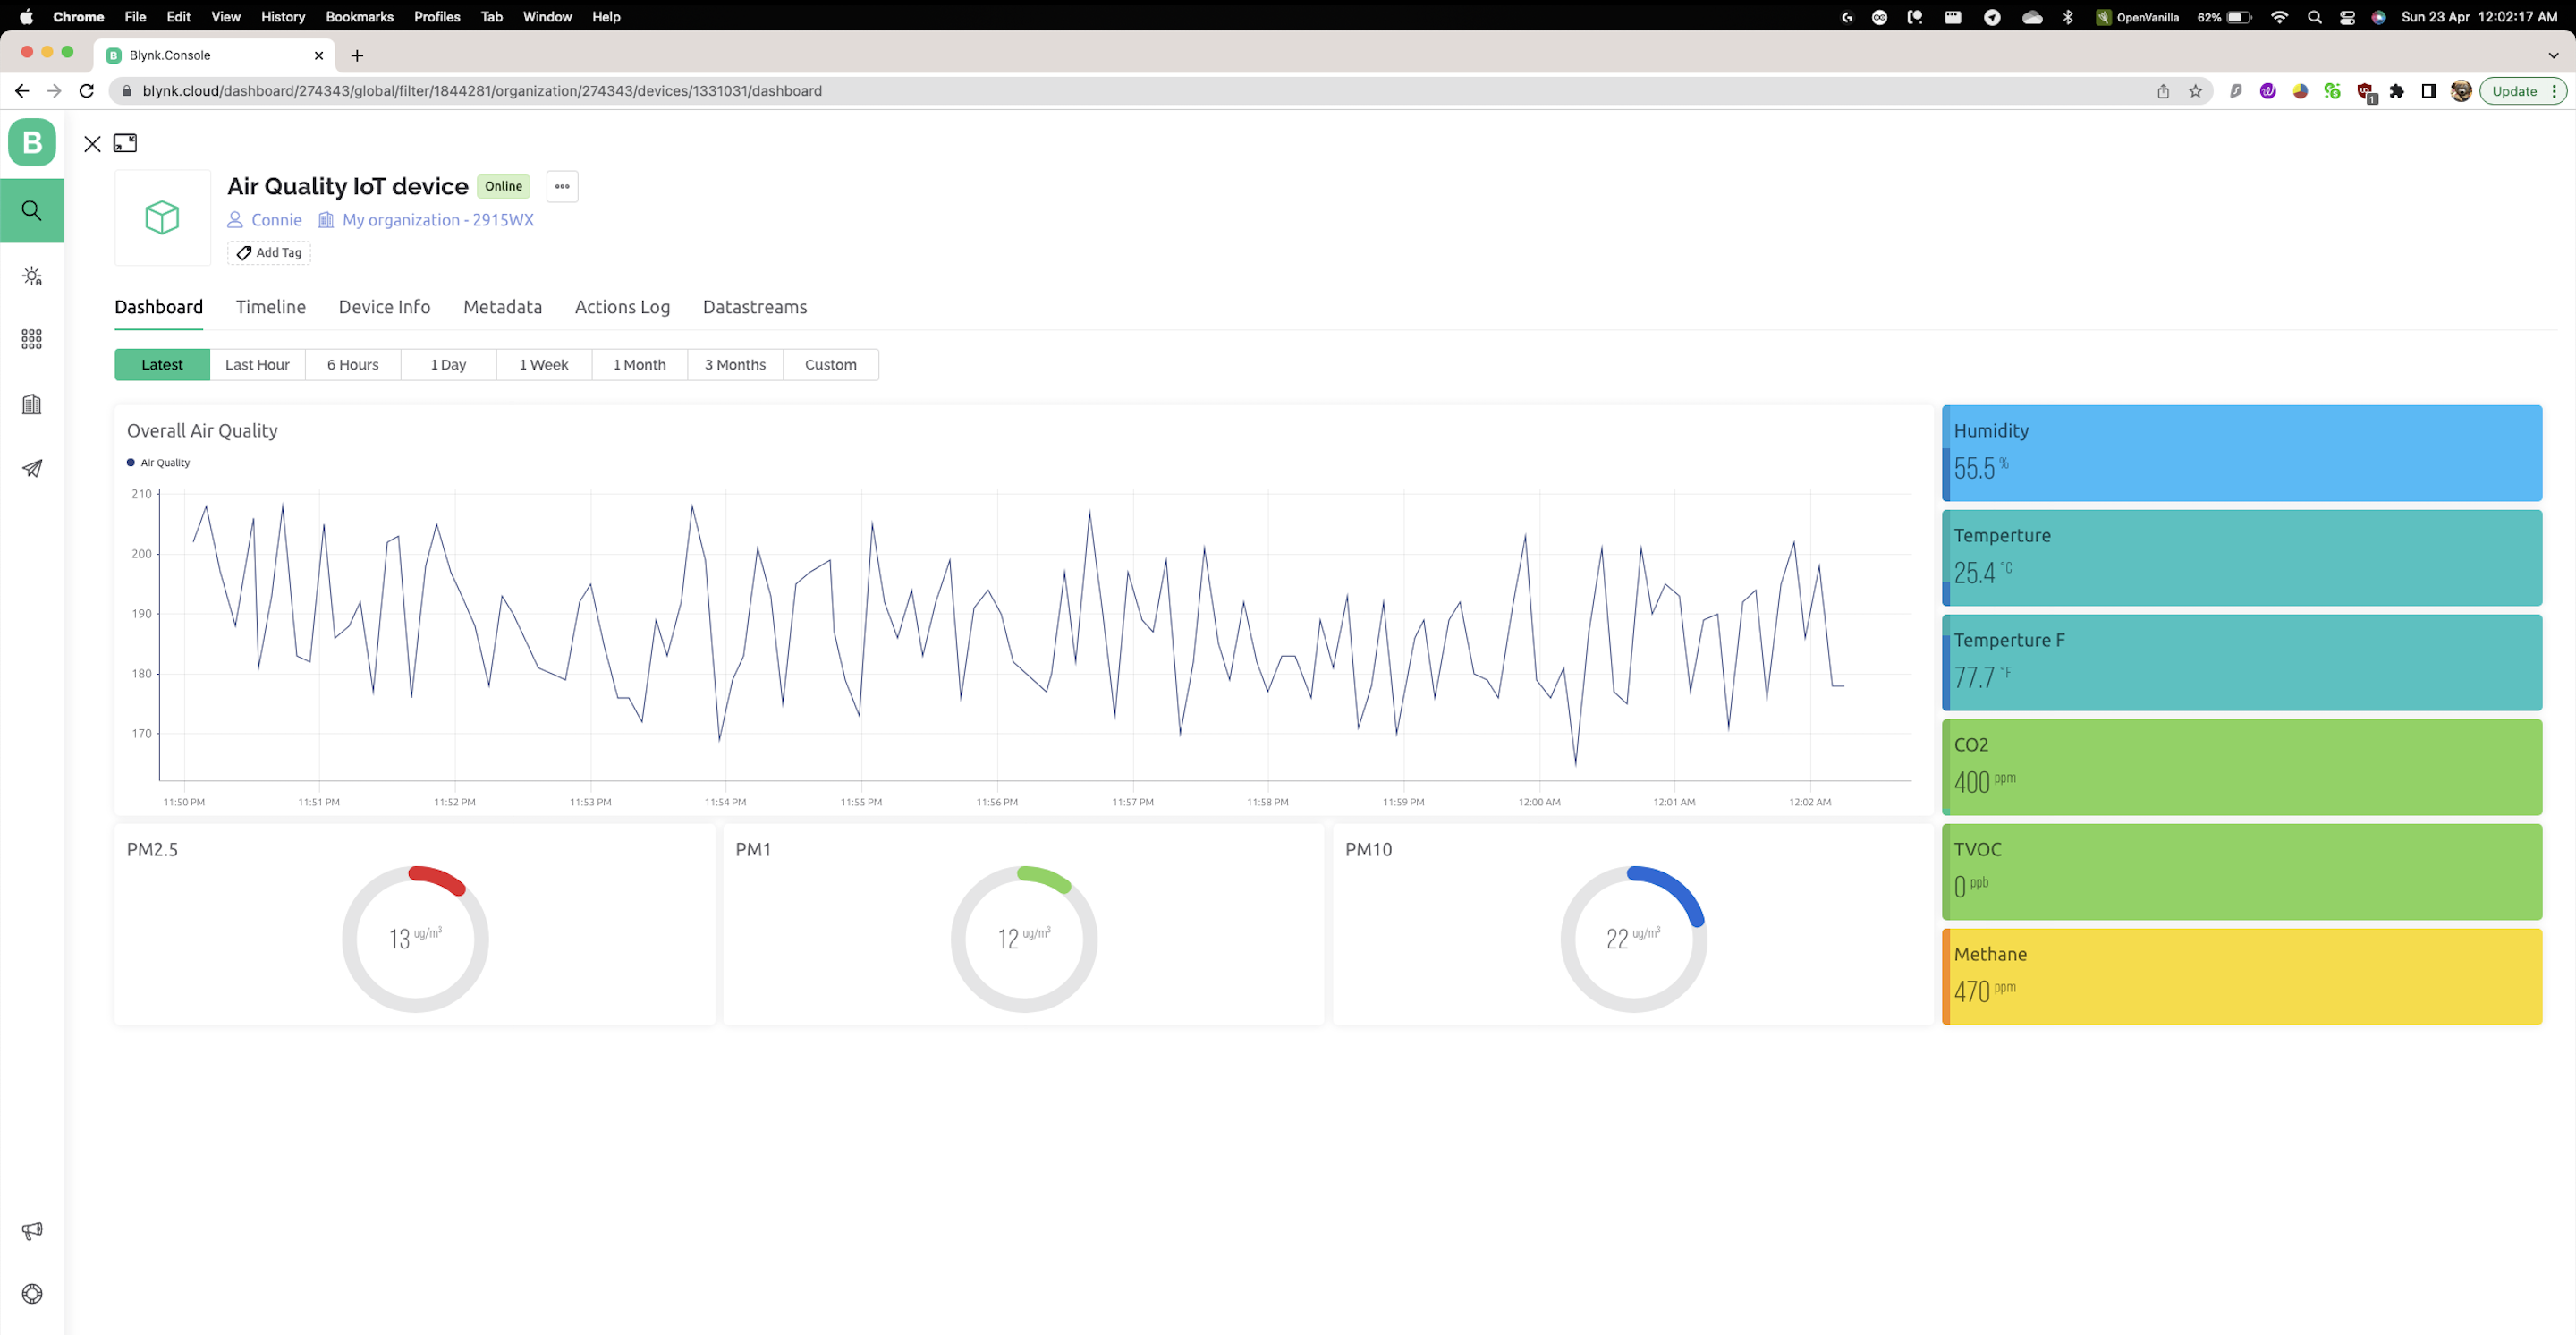 Chrome File Edit View History Bookmarks Profiles Tab Window Help OpenVanilla 62% Sun 23 Apr 12:02:17 AM
B Blynk.Console
blynk.cloud/dashboard/274343/global/filter/1844281/organization/274343/devices/1331031/dashboard 1 Update
B
Air Quality IoT device Online
Connie My organization - 2915WX
Add Tag
Dashboard Timeline Device Info Metadata Actions Log Datastreams
Latest Last Hour 6 Hours 1 Day 1 Week 1 Month 3 Months Custom
Overall Air Quality
Air Quality
210
200
190
180
170
11:50 PM 11:51 PM 11:52 PM 11:53 PM 11:54 PM 11:55 PM 11:56 PM 11:57 PM 11:58 PM 11:59 PM 12:00 AM 12:01 AM 12:02 AM
Humidity
55.5 %
Temperture
25.4 °C
Temperture F
77.7 °F
CO2
400 ppm
TVOC
0 ppb
Methane
470 ppm
PM2.5
13 ug/m³
PM1
12 ug/m³
PM10
22 ug/m³